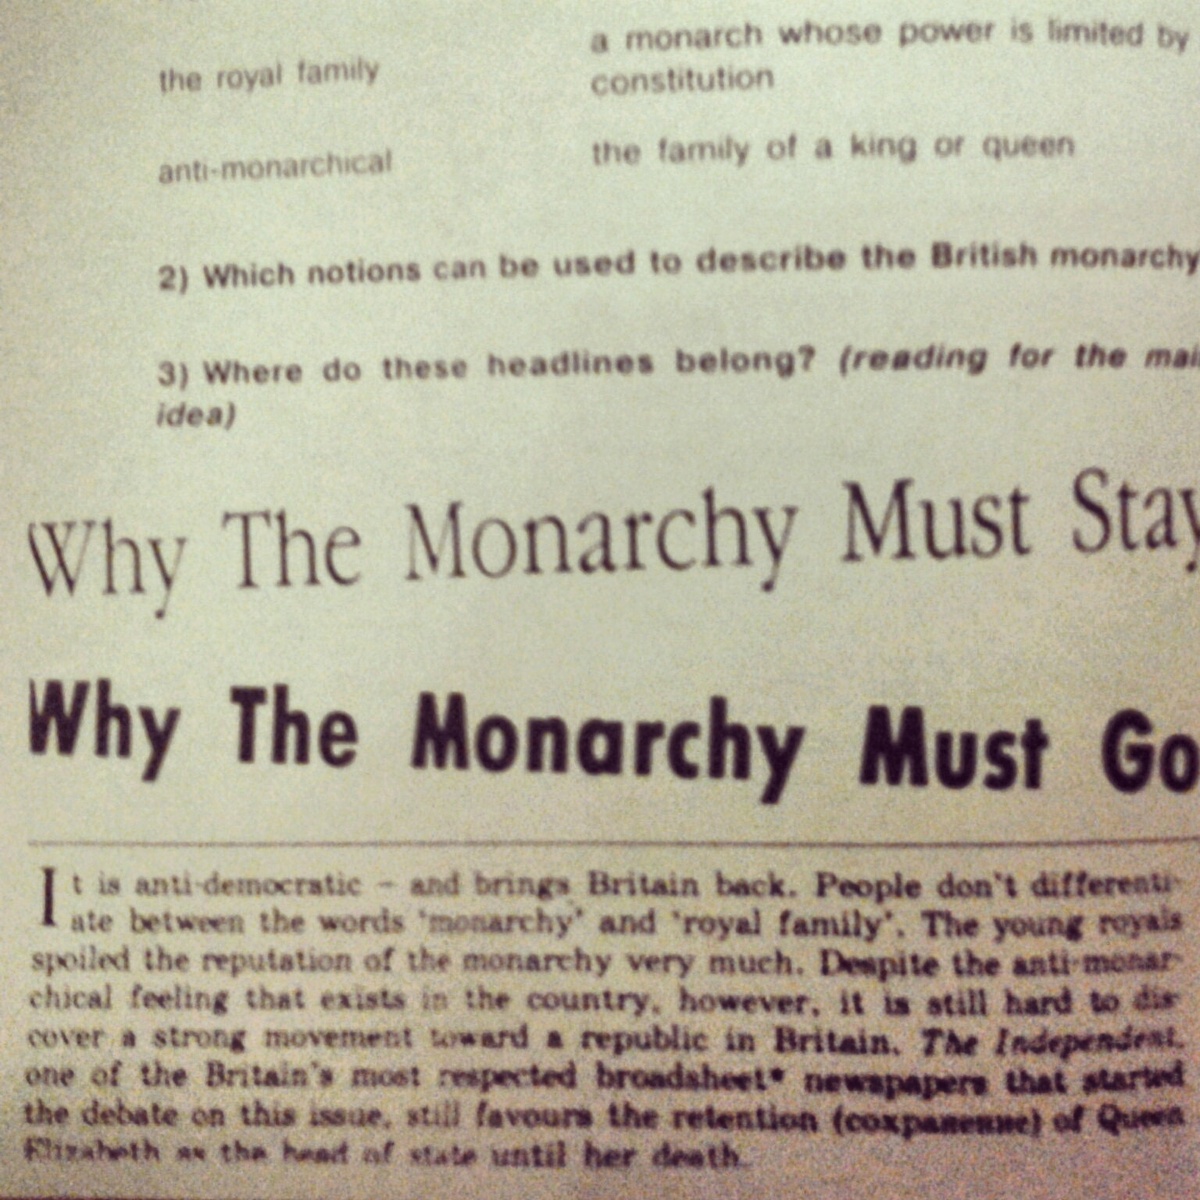 a monarch whose power is limited by
the royal family
constitution
anti-monarchical
the family of a king or queen
2) Which notions can be used to describe the British monarchy
3) Where do these headlines belong? (reading for the mai
idea)
Why The Monarchy Must Stay
Why The Monarchy Must Go
It is anti-democratic – and brings Britain back. People don't differenti-
ate between the words 'monarchy' and 'royal family'. The young royals
spoiled the reputation of the monarchy very much. Despite the anti-monar-
chical feeling that exists in the country, however, it is still hard to dis-
cover a strong movement toward a republic in Britain. The Independent,
one of the Britain's most respected broadsheet* newspapers that started
the debate on this issue, still favours the retention (сохранение) of Queen
Elizabeth as the head of state until her death.